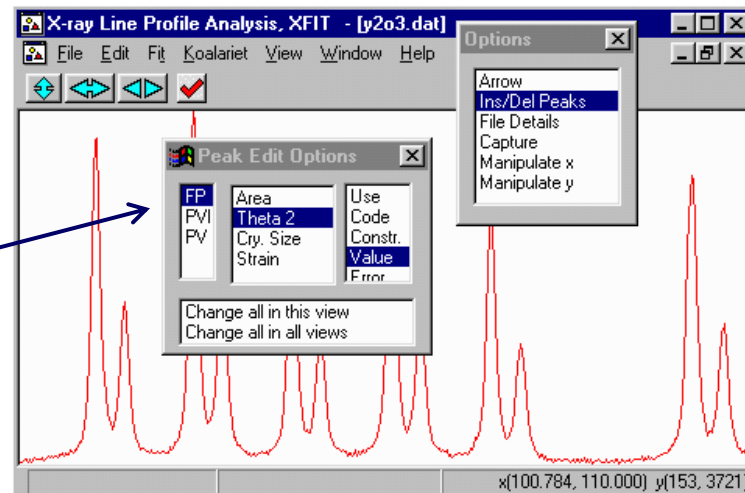 X-ray Line Profile Analysis, XFIT - [y2o3.dat]
File Edit Fit Koalariet View Window Help
Options
Arrow
Ins/Del Peaks
File Details
Capture
Manipulate x
Manipulate y
Peak Edit Options
FP
PVI
PV
Area
Theta 2
Cry. Size
Strain
Use
Code
Constr.
Value
Error
Change all in this view
Change all in all views
x(100.784, 110.000) y(153, 3721)